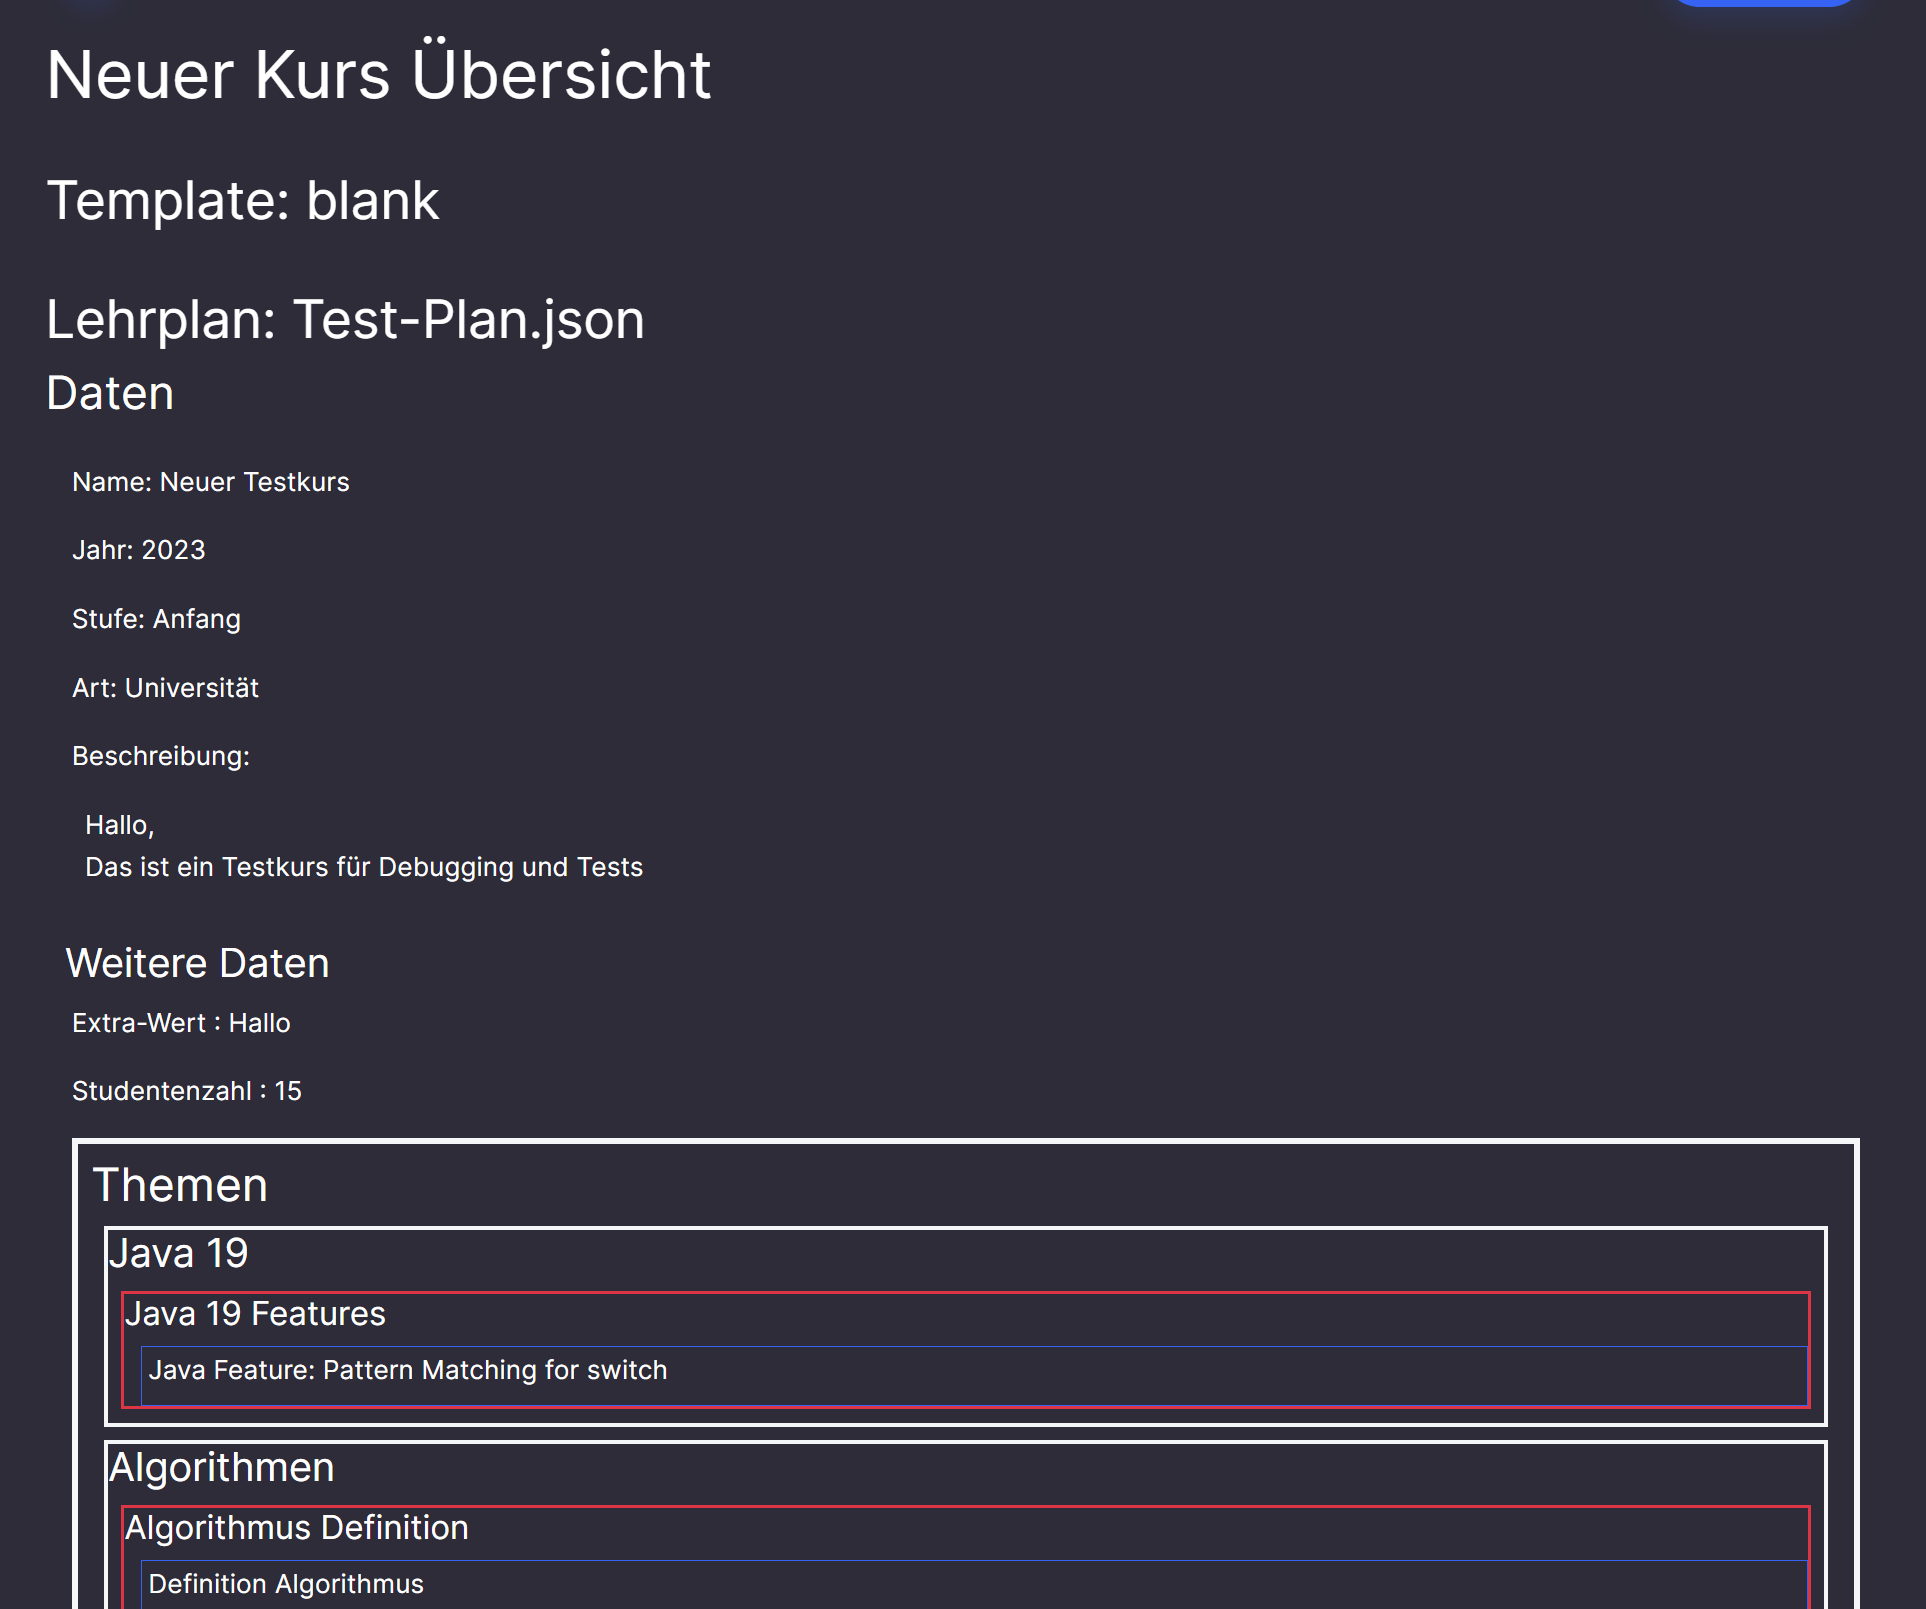 Neuer Kurs Übersicht
Template: blank
Lehrplan: Test-Plan.json
Daten
Name: Neuer Testkurs
Jahr: 2023
Stufe: Anfang
Art: Universität
Beschreibung:
Hallo,
Das ist ein Testkurs für Debugging und Tests
Weitere Daten
Extra-Wert : Hallo
Studentenzahl : 15
Themen
Java 19
Java 19 Features
Java Feature: Pattern Matching for switch
Algorithmen
Algorithmus Definition
Definition Algorithmus